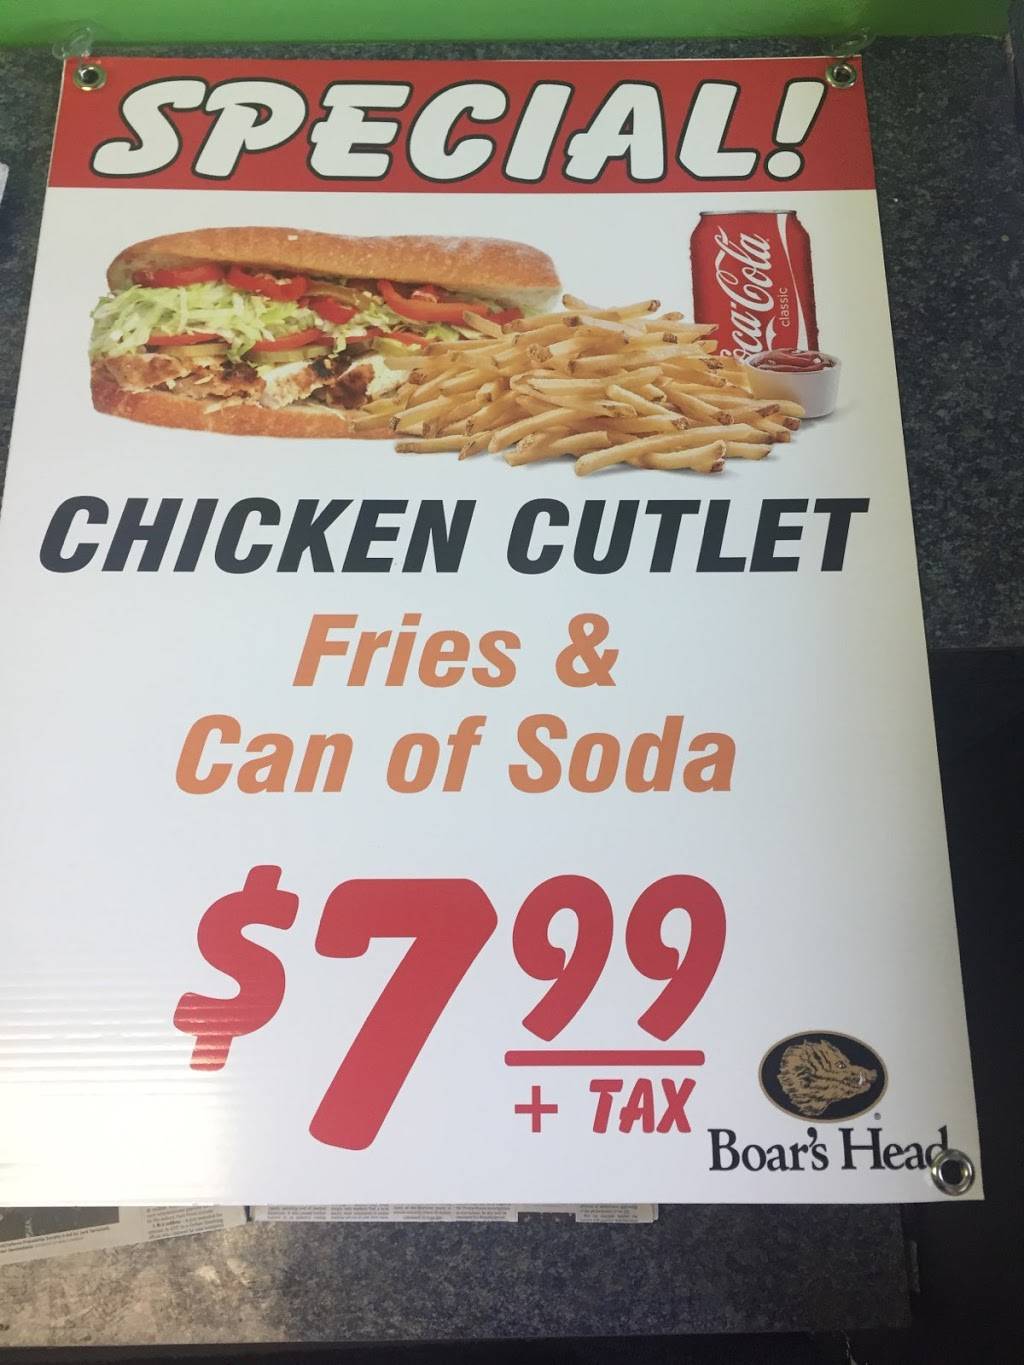 SPECIAL!
Coca-Cola
classic
CHICKEN CUTLET
Fries &
Can of Soda
$7.99
+ TAX
Boar's Head